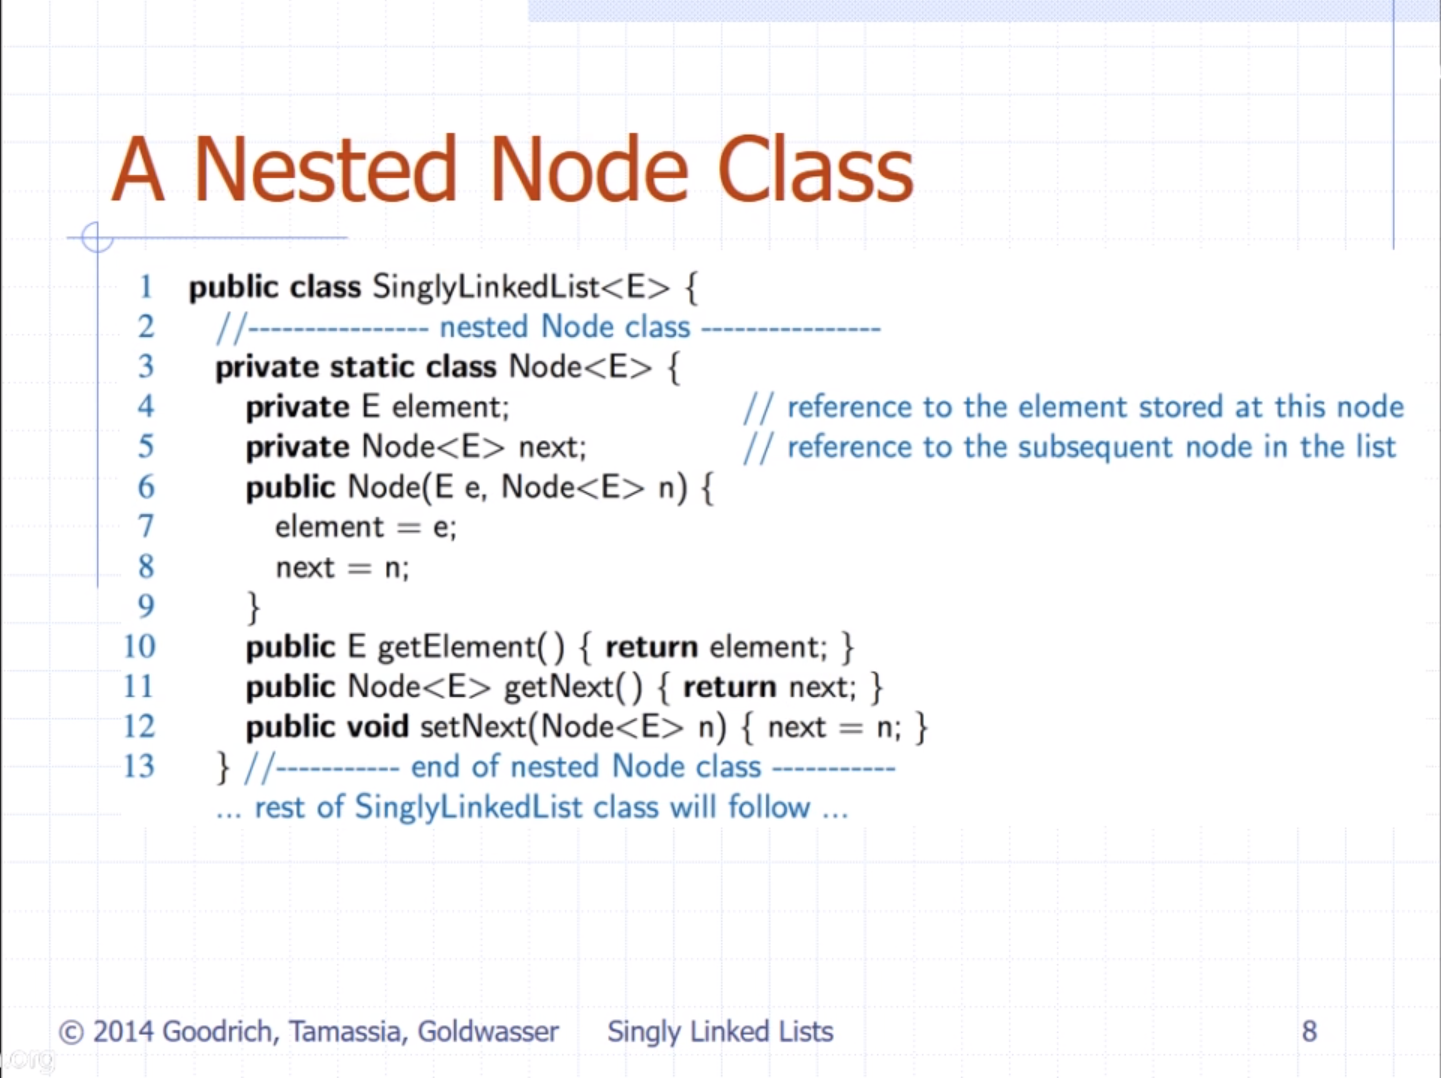 A Nested Node Class
1 public class SinglyLinkedList<E> {
2 //---------------- nested Node class ----------------
3 private static class Node<E> {
4 private E element; // reference to the element stored at this node
5 private Node<E> next; // reference to the subsequent node in the list
6 public Node(E e, Node<E> n) {
7 element = e;
8 next = n;
9 }
10 public E getElement() { return element; }
11 public Node<E> getNext() { return next; }
12 public void setNext(Node<E> n) { next = n; }
13 } //----------- end of nested Node class -----------
... rest of SinglyLinkedList class will follow ...
© 2014 Goodrich, Tamassia, Goldwasser Singly Linked Lists 8
.org